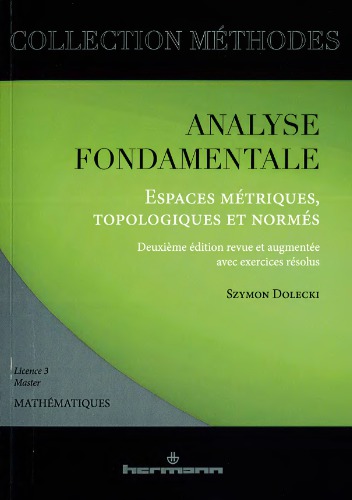 COLLECTION MÉTHODES
ANALYSE
FONDAMENTALE
ESPACES MÉTRIQUES,
TOPOLOGIQUES ET NORMÉS
Deuxième édition revue et augmentée
avec exercices résolus
SZYMON DOLECKI
Licence 3
Master
MATHÉMATIQUES
hermann